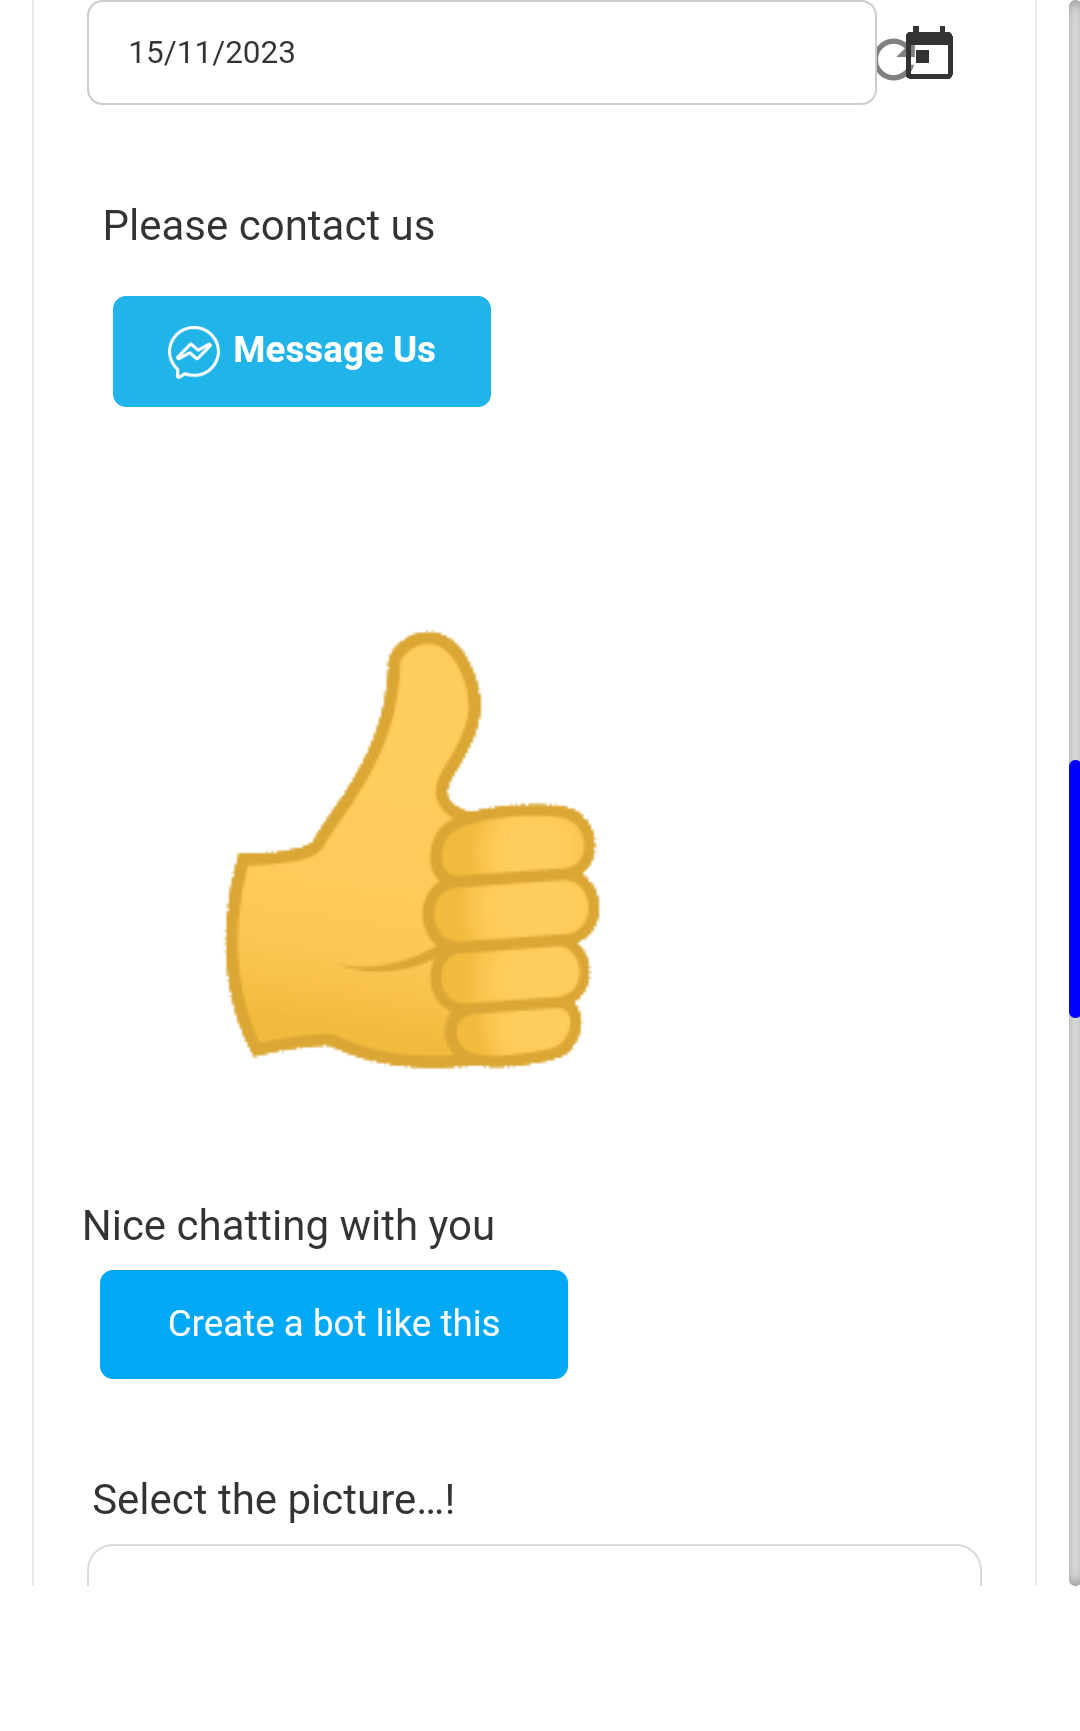 15/11/2023
Please contact us
Message Us
Nice chatting with you
Create a bot like this
Select the picture...!